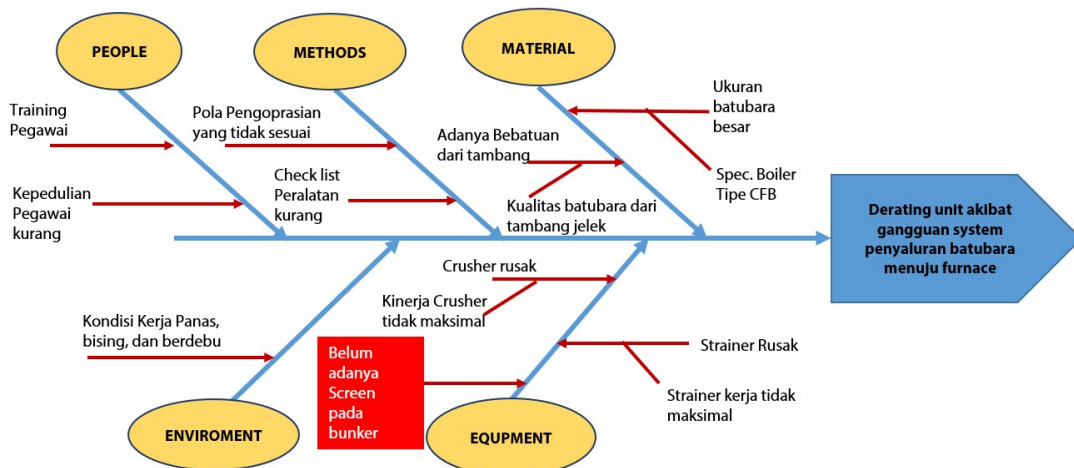 PEOPLE
METHODS
MATERIAL
Training
Pegawai
Pola Pengoprasian
yang tidak sesuai
Adanya Bebatuan
dari tambang
Ukuran
batubara
besar
Kepedulian
Pegawai
kurang
Check list
Peralatan
kurang
Kualitas batubara dari
tambang jelek
Spec. Boiler
Tipe CFB
Derating unit akibat
gangguan system
penyaluran batubara
menuju furnace
Kondisi Kerja Panas,
bising, dan berdebu
Crusher rusak
Kinerja Crusher
tidak maksimal
Belum
adanya
Screen
pada
bunker
Strainer Rusak
Strainer kerja tidak
maksimal
ENVIROMENT
EQUPMENT